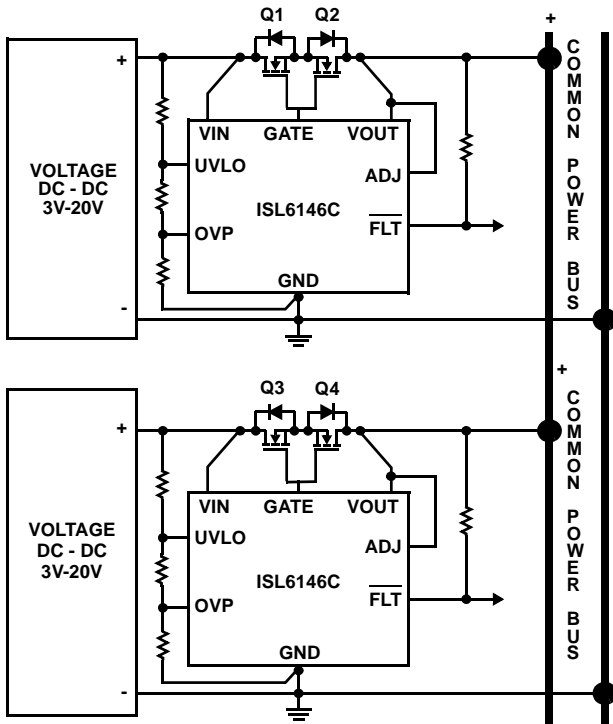 Q1 Q2
+
+
VIN GATE VOUT
UVLO
ADJ
VOLTAGE
DC - DC
3V-20V
ISL6146C
OVP
FLT
GND
-
COMMON POWER BUS
Q3 Q4
+
+
VIN GATE VOUT
UVLO
ADJ
VOLTAGE
DC - DC
3V-20V
ISL6146C
OVP
FLT
GND
-
COMMON POWER BUS